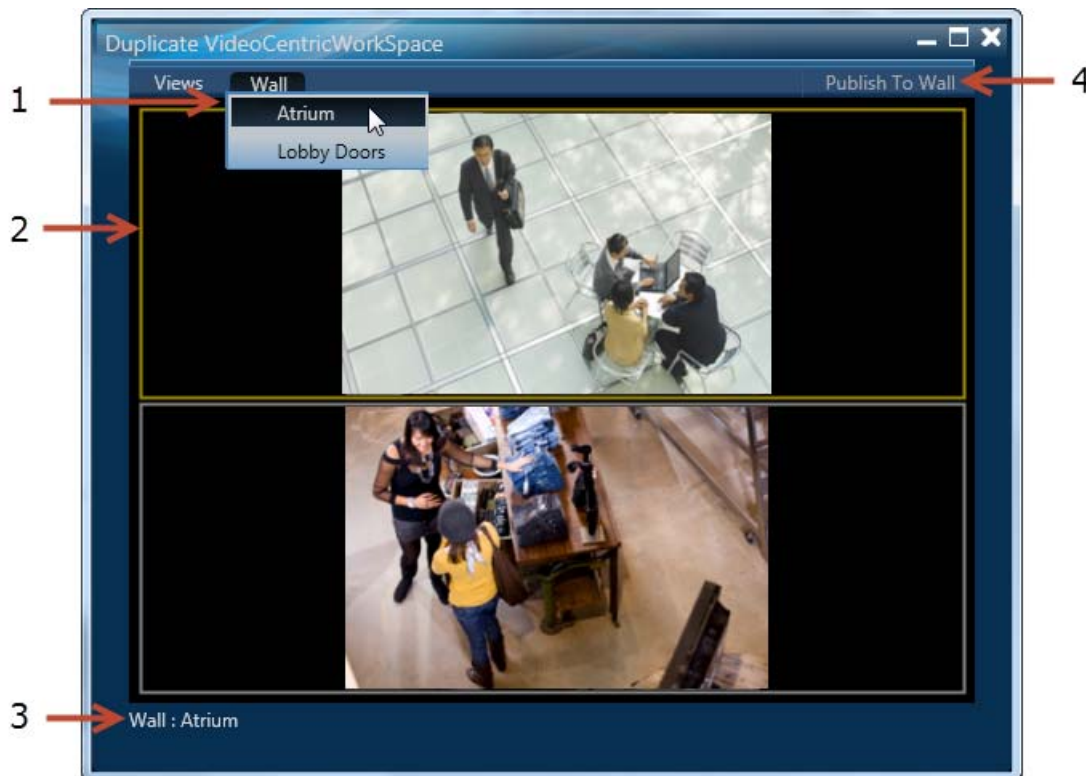 Duplicate VideoCentricWorkSpace
Views Wall Publish To Wall
1
4
Atrium
Lobby Doors
2
3
Wall : Atrium